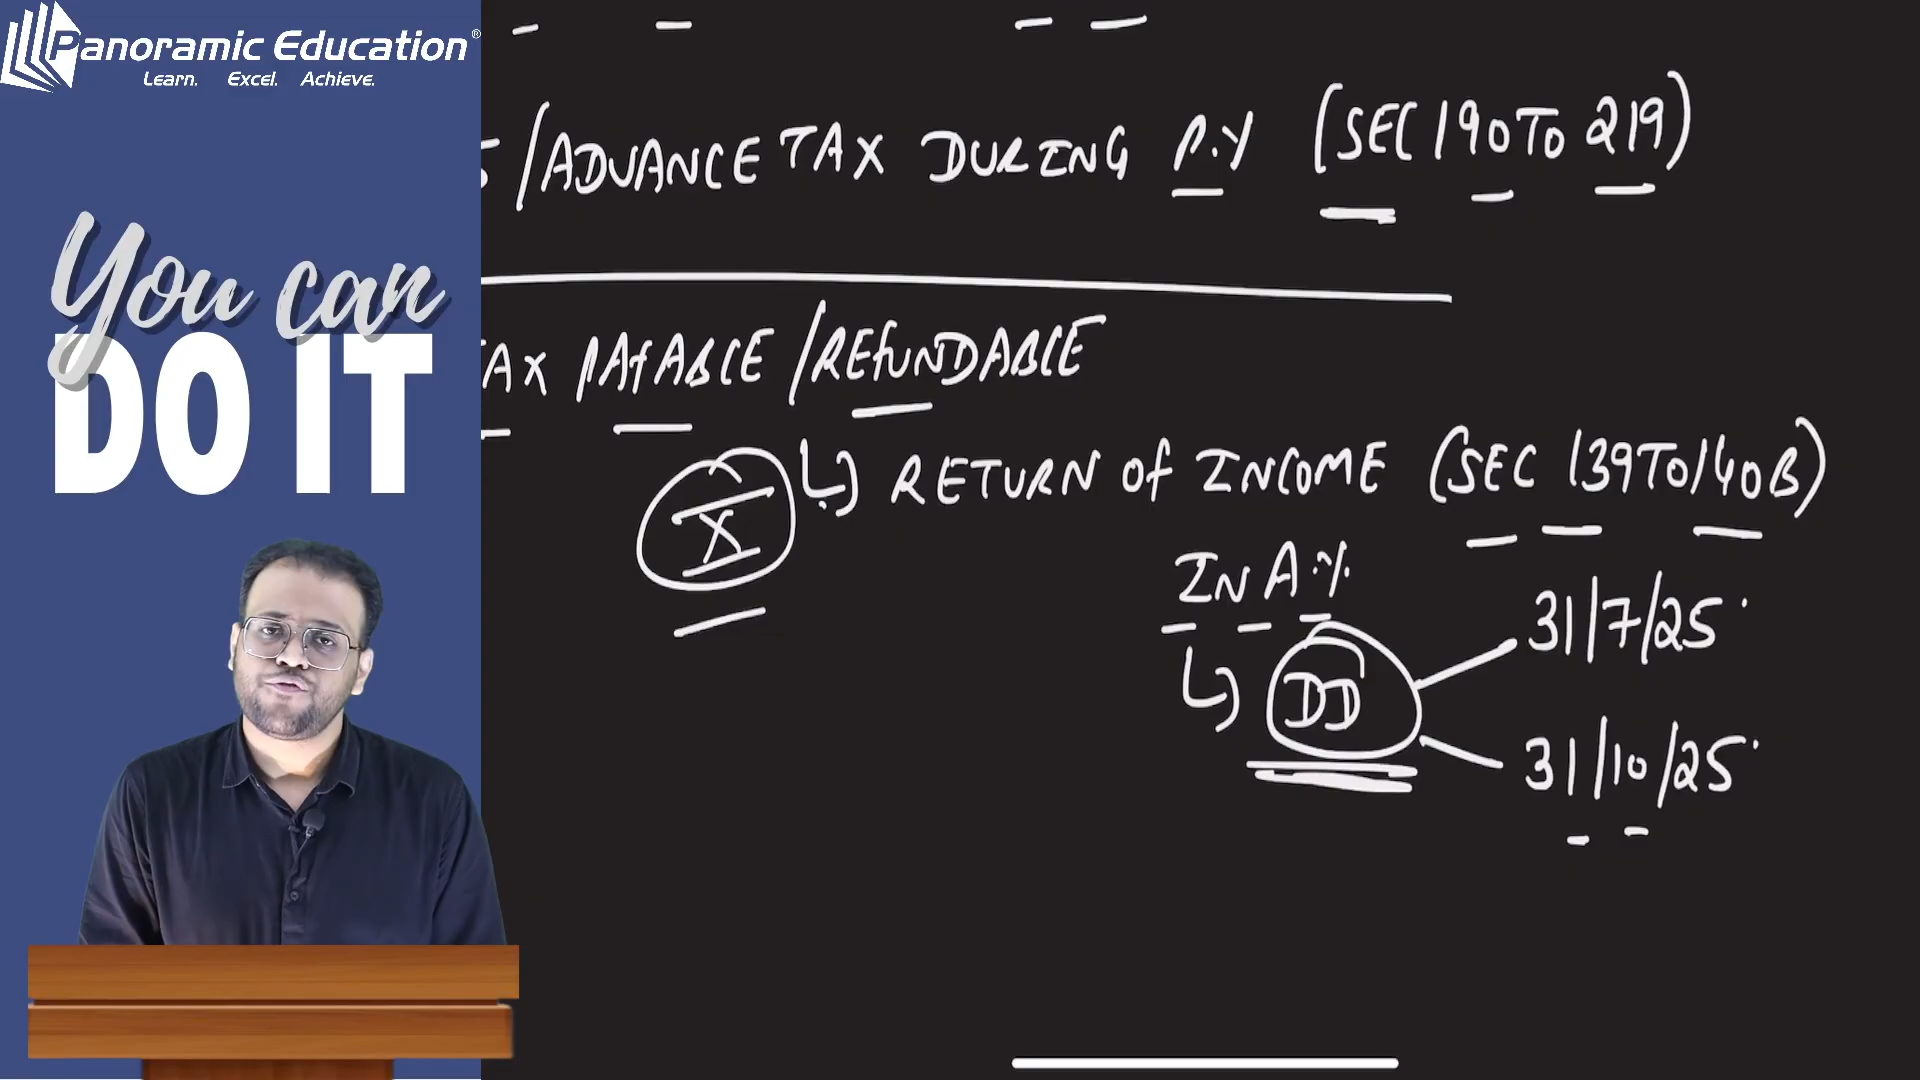 Panoramic Education®
Learn. Excel. Achieve.
You can
DO IT
/ADVANCE TAX DURING P.Y (SEC 190 TO 219)
AX PAYABLE /REFUNDABLE
X
RETURN OF INCOME (SEC 139 TO 140B)
IN A.Y
DD
31/7/25
31/10/25